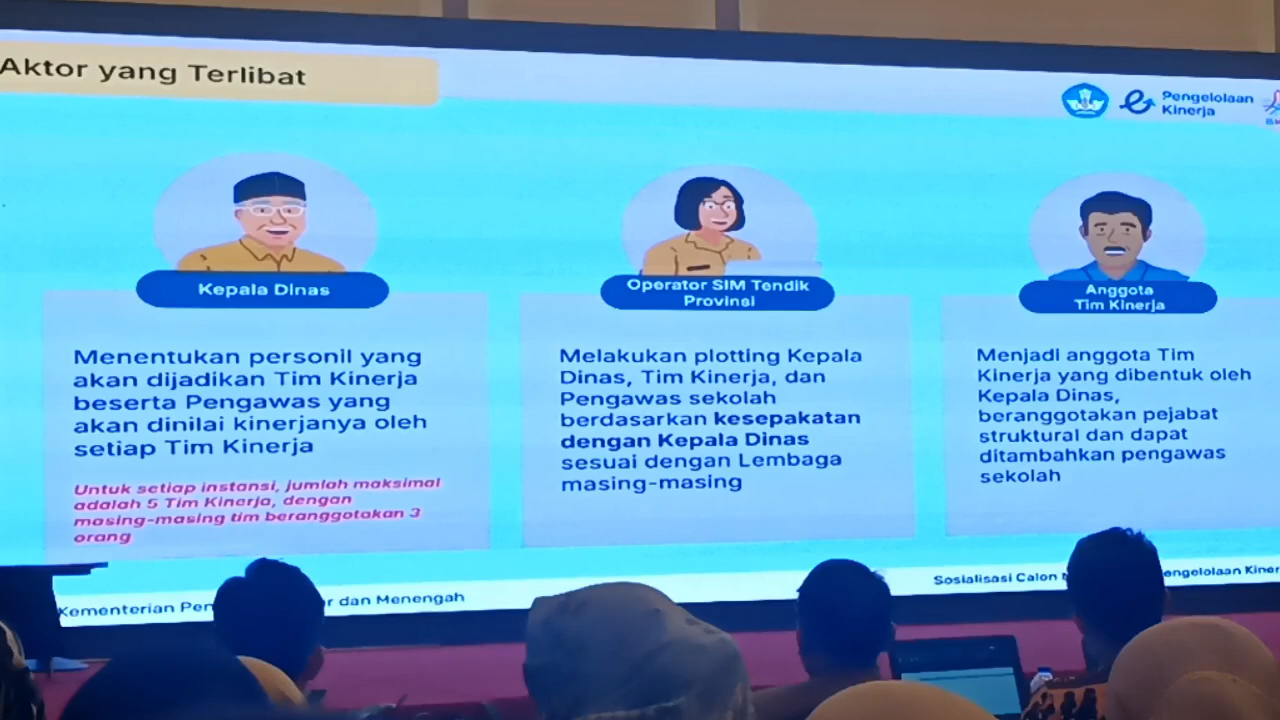 Aktor yang Terlibat
Pengelolaan
Kinerja
Kepala Dinas
Menentukan personil yang
akan dijadikan Tim Kinerja
beserta Pengawas yang
akan dinilai kinerjanya oleh
setiap Tim Kinerja
Untuk setiap instansi, jumlah maksimal
adalah 5 Tim Kinerja, dengan
masing-masing tim beranggotakan 3
orang
Operator SIM Tendik
Provinsi
Melakukan plotting Kepala
Dinas, Tim Kinerja, dan
Pengawas sekolah
berdasarkan kesepakatan
dengan Kepala Dinas
sesuai dengan Lembaga
masing-masing
Anggota
Tim Kinerja
Menjadi anggota Tim
Kinerja yang dibentuk oleh
Kepala Dinas,
beranggotakan pejabat
struktural dan dapat
ditambahkan pengawas
sekolah
Kementerian dan Menengah
Sosialisasi Calon